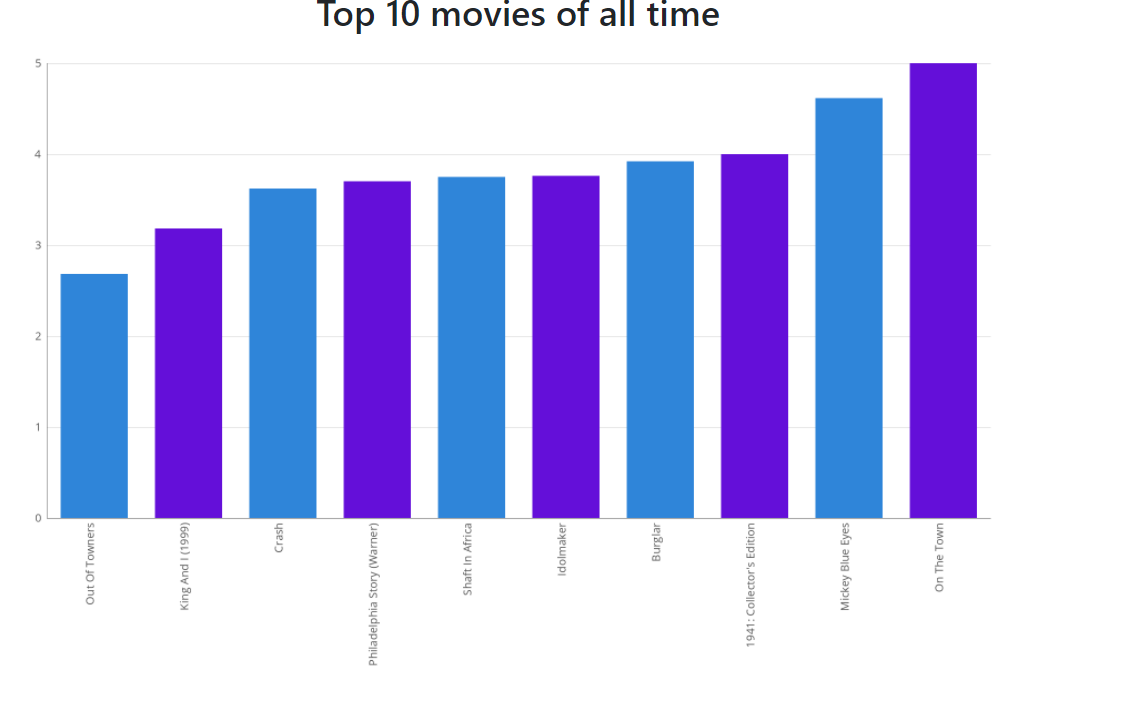 Top 10 movies of all time
5
4
3
2
1
0
Out Of Towners
King And I (1999)
Crash
Philadelphia Story (Warner)
Shaft In Africa
Idolmaker
Burglar
1941: Collector's Edition
Mickey Blue Eyes
On The Town